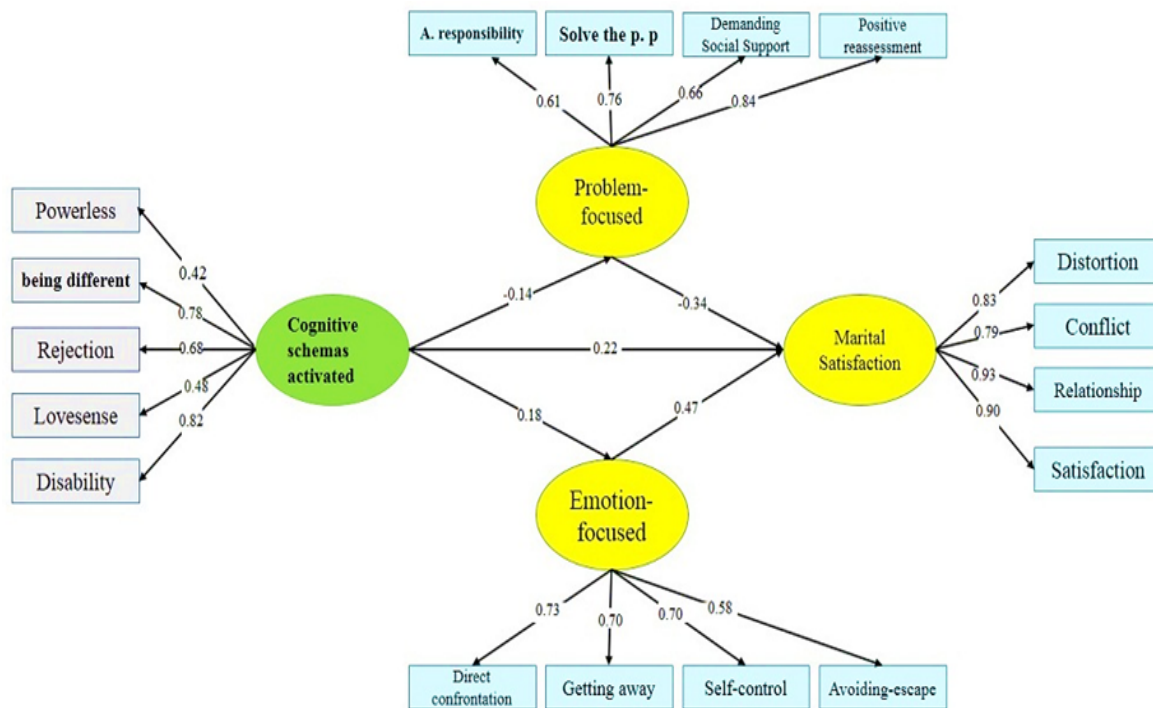 A. responsibility
Solve the p. p
Demanding
Social Support
Positive
reassessment
0.61
0.76
0.66
0.84
Problem-
focused
Powerless
being different
Rejection
Lovesense
Disability
0.42
0.78
0.68
0.48
0.82
Cognitive
schemas
activated
-0.14
-0.34
0.22
0.18
0.47
Marital
Satisfaction
0.83
0.79
0.93
0.90
Distortion
Conflict
Relationship
Satisfaction
Emotion-
focused
0.73
0.70
0.70
0.58
Direct
confrontation
Getting away
Self-control
Avoiding-escape